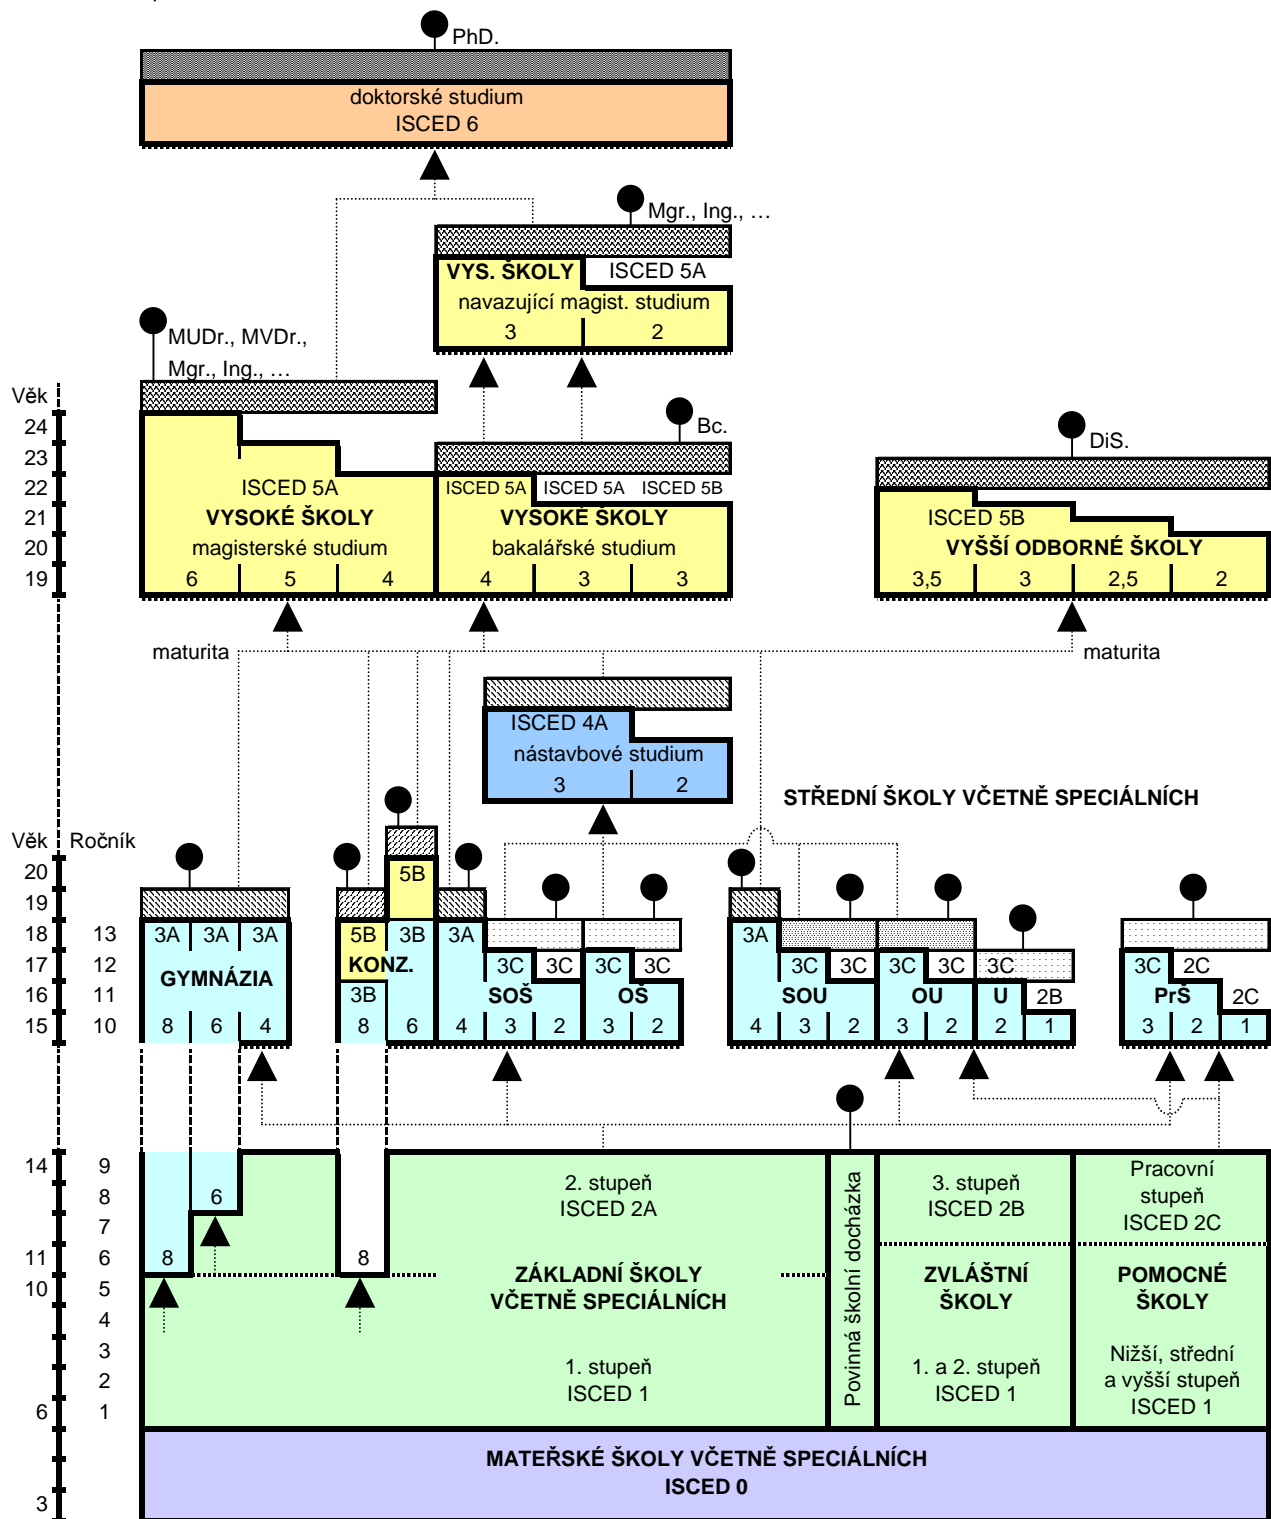 PhD.
doktorské studium
ISCED 6
Mgr., Ing., …
VYS. ŠKOLY
ISCED 5A
navazující magist. studium
3 2
MUDr., MVDr.,
Mgr., Ing., …
Věk
24
23
22
21
20
19
Bc.
DiS.
ISCED 5A
VYSOKÉ ŠKOLY
magisterské studium
6 5 4
ISCED 5A ISCED 5A ISCED 5B
VYSOKÉ ŠKOLY
bakalářské studium
4 3 3
ISCED 5B
VYŠŠÍ ODBORNÉ ŠKOLY
3,5 3 2,5 2
maturita
maturita
ISCED 4A
nástavbové studium
3 2
STŘEDNÍ ŠKOLY VČETNĚ SPECIÁLNÍCH
Věk Ročník
20
19
18 13
17 12
16 11
15 10
3A 3A 3A
GYMNÁZIA
8 6 4
5B
5B 3B
KONZ.
3B
8 6
3A
3C 3C
SOŠ
4 3 2
3C 3C
OŠ
3 2
3A
3C 3C
SOU
4 3 2
3C
OU
3 2
3C
U 2B
2 1
3C 2C
PrŠ 2C
3 2 1
14 9
8
7
11 6
10 5
4
3
2
6 1
3
6
8
8
2. stupeň
ISCED 2A
ZÁKLADNÍ ŠKOLY
VČETNĚ SPECIÁLNÍCH
1. stupeň
ISCED 1
Povinná školní docházka
3. stupeň
ISCED 2B
ZVLÁŠTNÍ
ŠKOLY
1. a 2. stupeň
ISCED 1
Pracovní
stupeň
ISCED 2C
POMOCNÉ
ŠKOLY
Nižší, střední
a vyšší stupeň
ISCED 1
MATEŘSKÉ ŠKOLY VČETNĚ SPECIÁLNÍCH
ISCED 0